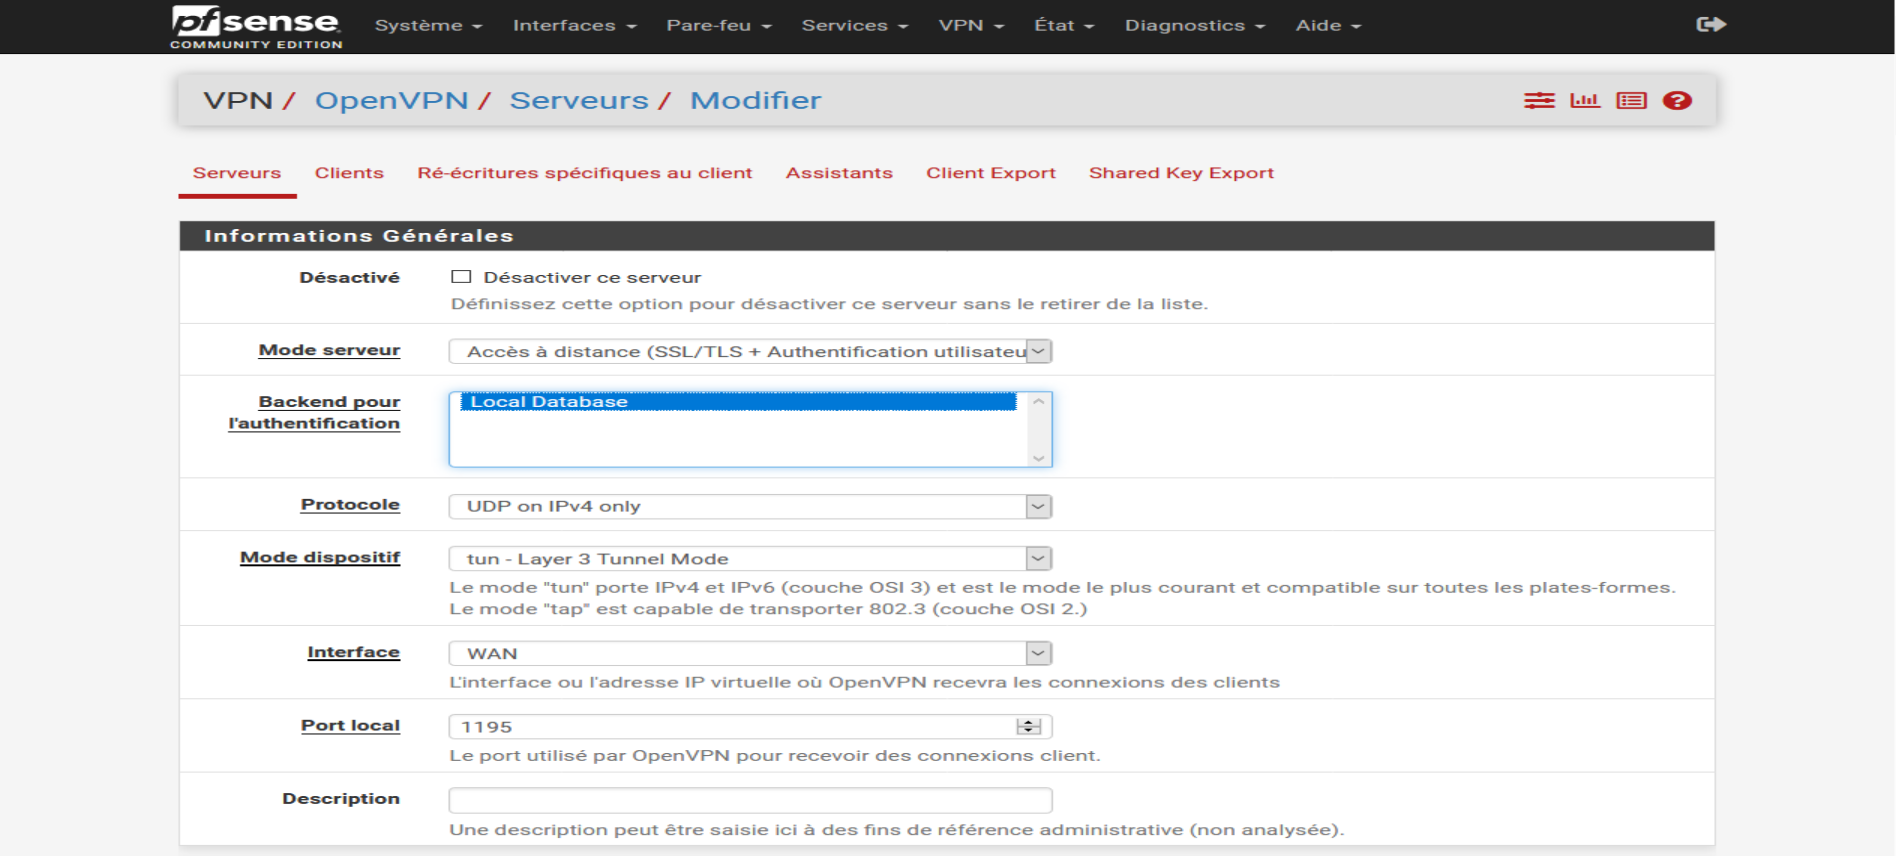 pfsense
COMMUNITY EDITION
Système Interfaces Pare-feu Services VPN État Diagnostics Aide
VPN / OpenVPN / Serveurs / Modifier
Serveurs Clients Ré-écritures spécifiques au client Assistants Client Export Shared Key Export
Informations Générales
Désactivé Désactiver ce serveur
Définissez cette option pour désactiver ce serveur sans le retirer de la liste.
Mode serveur Accès à distance (SSL/TLS + Authentification utilisateu
Backend pour
l'authentification
Local Database
Protocole UDP on IPv4 only
Mode dispositif tun - Layer 3 Tunnel Mode
Le mode "tun" porte IPv4 et IPv6 (couche OSI 3) et est le mode le plus courant et compatible sur toutes les plates-formes.
Le mode "tap" est capable de transporter 802.3 (couche OSI 2.)
Interface WAN
L'interface ou l'adresse IP virtuelle où OpenVPN recevra les connexions des clients
Port local 1195
Le port utilisé par OpenVPN pour recevoir des connexions client.
Description
Une description peut être saisie ici à des fins de référence administrative (non analysée).